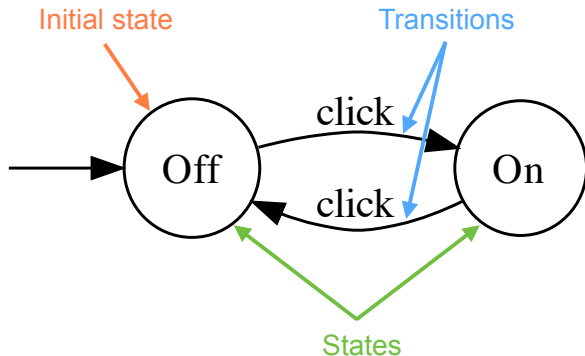 Initial state
Transitions
click
Off
On
click
States